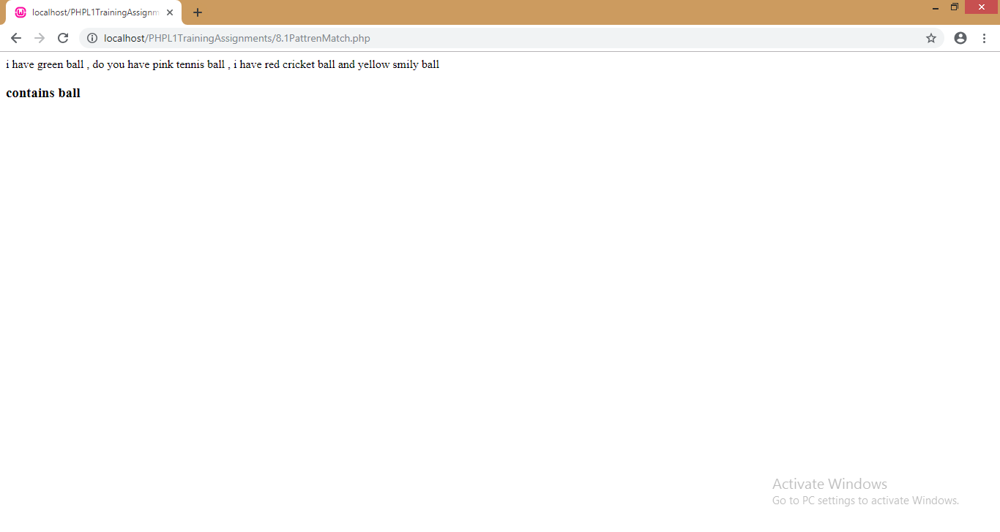 localhost/PHPL1TrainingAssignm
localhost/PHPL1TrainingAssignments/8.1PattrenMatch.php
i have green ball , do you have pink tennis ball , i have red cricket ball and yellow smily ball
contains ball
Activate Windows
Go to PC settings to activate Windows.